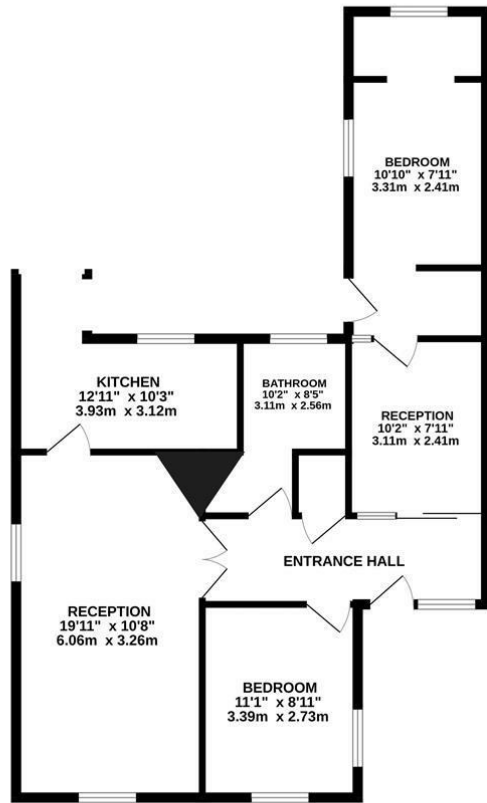 BEDROOM
10'10" x 7'11"
3.31m x 2.41m
KITCHEN
12'11" x 10'3"
3.93m x 3.12m
BATHROOM
10'2" x 8'5"
3.11m x 2.56m
RECEPTION
10'2" x 7'11"
3.11m x 2.41m
ENTRANCE HALL
RECEPTION
19'11" x 10'8"
6.06m x 3.26m
BEDROOM
11'1" x 8'11"
3.39m x 2.73m